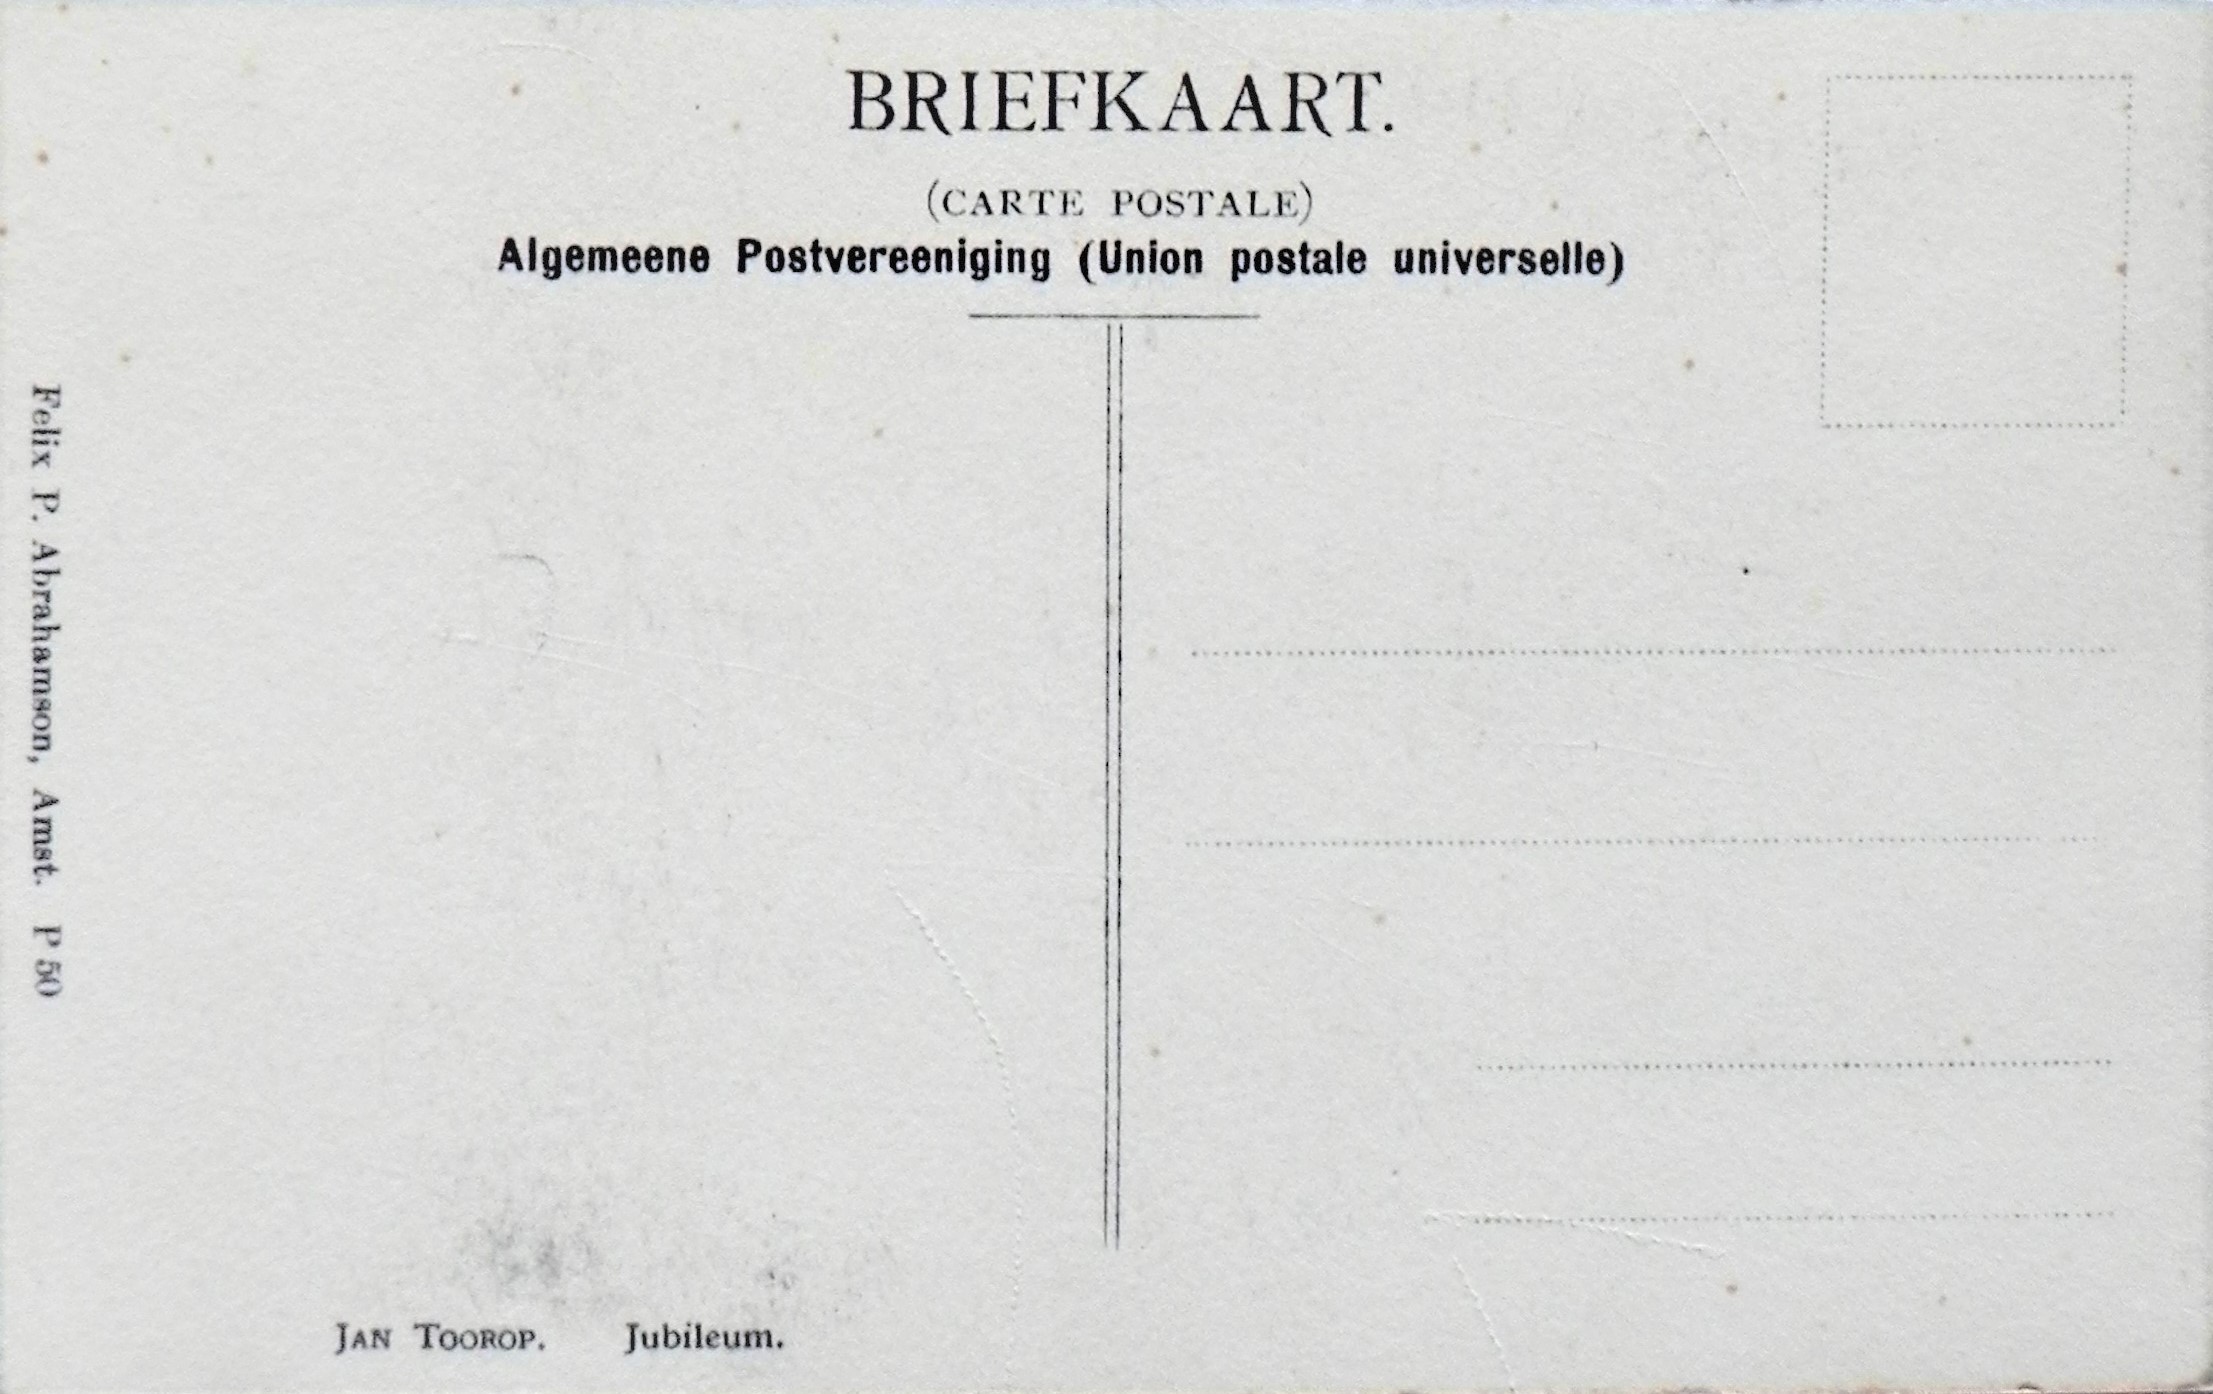 BRIEFKAART.
(CARTE POSTALE)
Algemeene Postvereeniging (Union postale universelle)
Felix P. Abrahamson, Amst. P 50
JAN TOOROP. Jubileum.